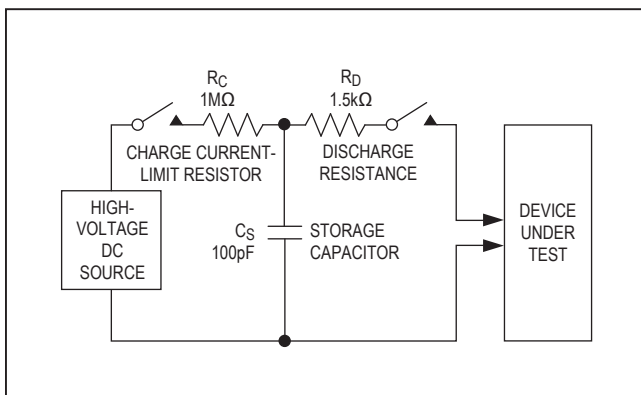 RC
1MΩ
CHARGE CURRENT-
LIMIT RESISTOR
RD
1.5kΩ
DISCHARGE
RESISTANCE
HIGH-
VOLTAGE
DC
SOURCE
CS
100pF
STORAGE
CAPACITOR
DEVICE
UNDER
TEST